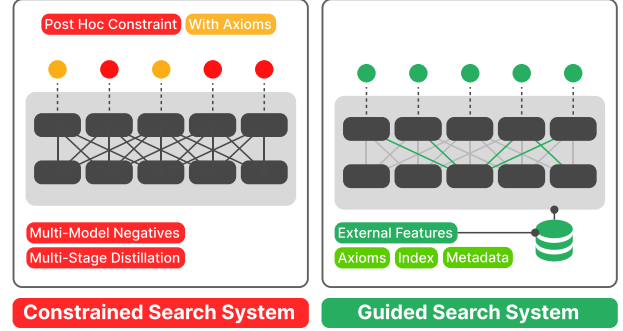 Post Hoc Constraint
With Axioms
Multi-Model Negatives
Multi-Stage Distillation
Constrained Search System
External Features
Axioms
Index
Metadata
Guided Search System